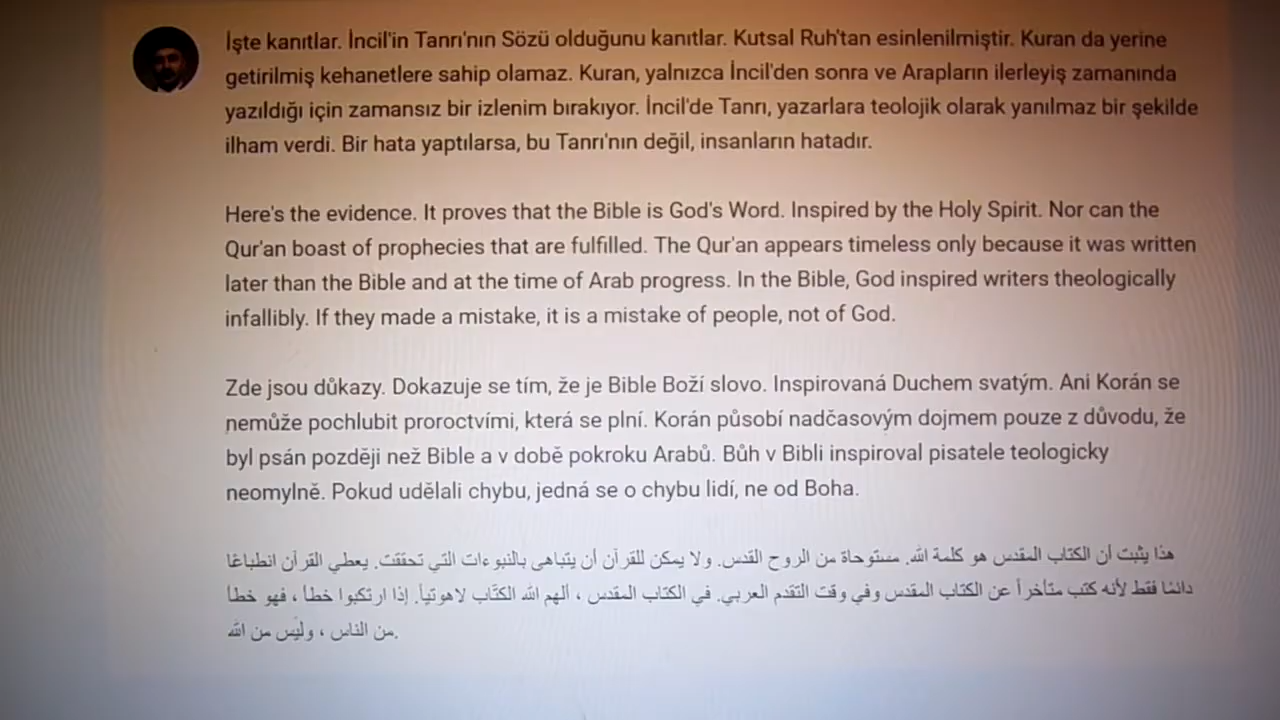 İşte kanıtlar. İncil'in Tanrı'nın Sözü olduğunu kanıtlar. Kutsal Ruh'tan esinlenilmiştir. Kuran da yerine
getirilmiş kehanetlere sahip olamaz. Kuran, yalnızca İncil'den sonra ve Arapların ilerleyiş zamanında
yazıldığı için zamansız bir izlenim bırakıyor. İncil'de Tanrı, yazarlara teolojik olarak yanılmaz bir şekilde
ilham verdi. Bir hata yaptılarsa, bu Tanrı'nın değil, insanların hatadır.
Here's the evidence. It proves that the Bible is God's Word. Inspired by the Holy Spirit. Nor can the
Qur'an boast of prophecies that are fulfilled. The Qur'an appears timeless only because it was written
later than the Bible and at the time of Arab progress. In the Bible, God inspired writers theologically
infallibly. If they made a mistake, it is a mistake of people, not of God.
Zde jsou důkazy. Dokazuje se tím, že je Bible Boží slovo. Inspirovaná Duchem svatým. Ani Korán se
nemůže pochlubit proroctvími, která se plní. Korán působí nadčasovým dojmem pouze z důvodu, že
byl psán později než Bible a v době pokroku Arabů. Bůh v Bibli inspiroval pisatele teologicky
neomylně. Pokud udělali chybu, jedná se o chybu lidí, ne od Boha.
هذا يثبت أن الكتاب المقدس هو كلمة الله. مستوحاة من الروح القدس. ولا يمكن للقرآن أن يتباهى بالنبوءات التي تحققت. يعطي القرآن انطباعًا
دائمًا فقط لأنه كتب متأخراً عن الكتاب المقدس وفي وقت التقدم العربي. في الكتاب المقدس ، ألهم الله الكتّاب لاهوتياً. إذا ارتكبوا خطأ ، فهو خطأ
من الناس ، وليس من الله.